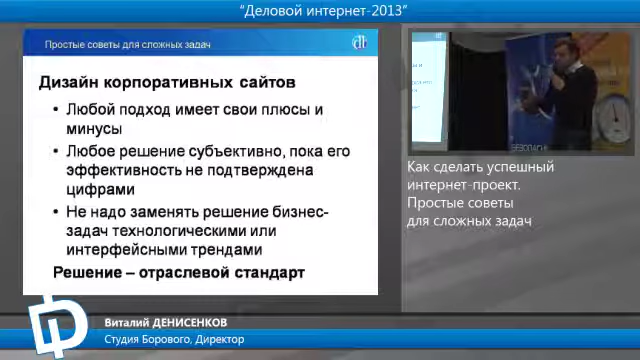 “Деловой интернет-2013”
Простые советы для сложных задач
Дизайн корпоративных сайтов
• Любой подход имеет свои плюсы и
минусы
• Любое решение субъективно, пока его
эффективность не подтверждена
цифрами
• Не надо заменять решение бизнес-
задач технологическими или
интерфейсными трендами
Решение – отраслевой стандарт
Как сделать успешный
интернет-проект.
Простые советы
для сложных задач
Виталий ДЕНИСЕНКОВ
Студия Борового, Директор